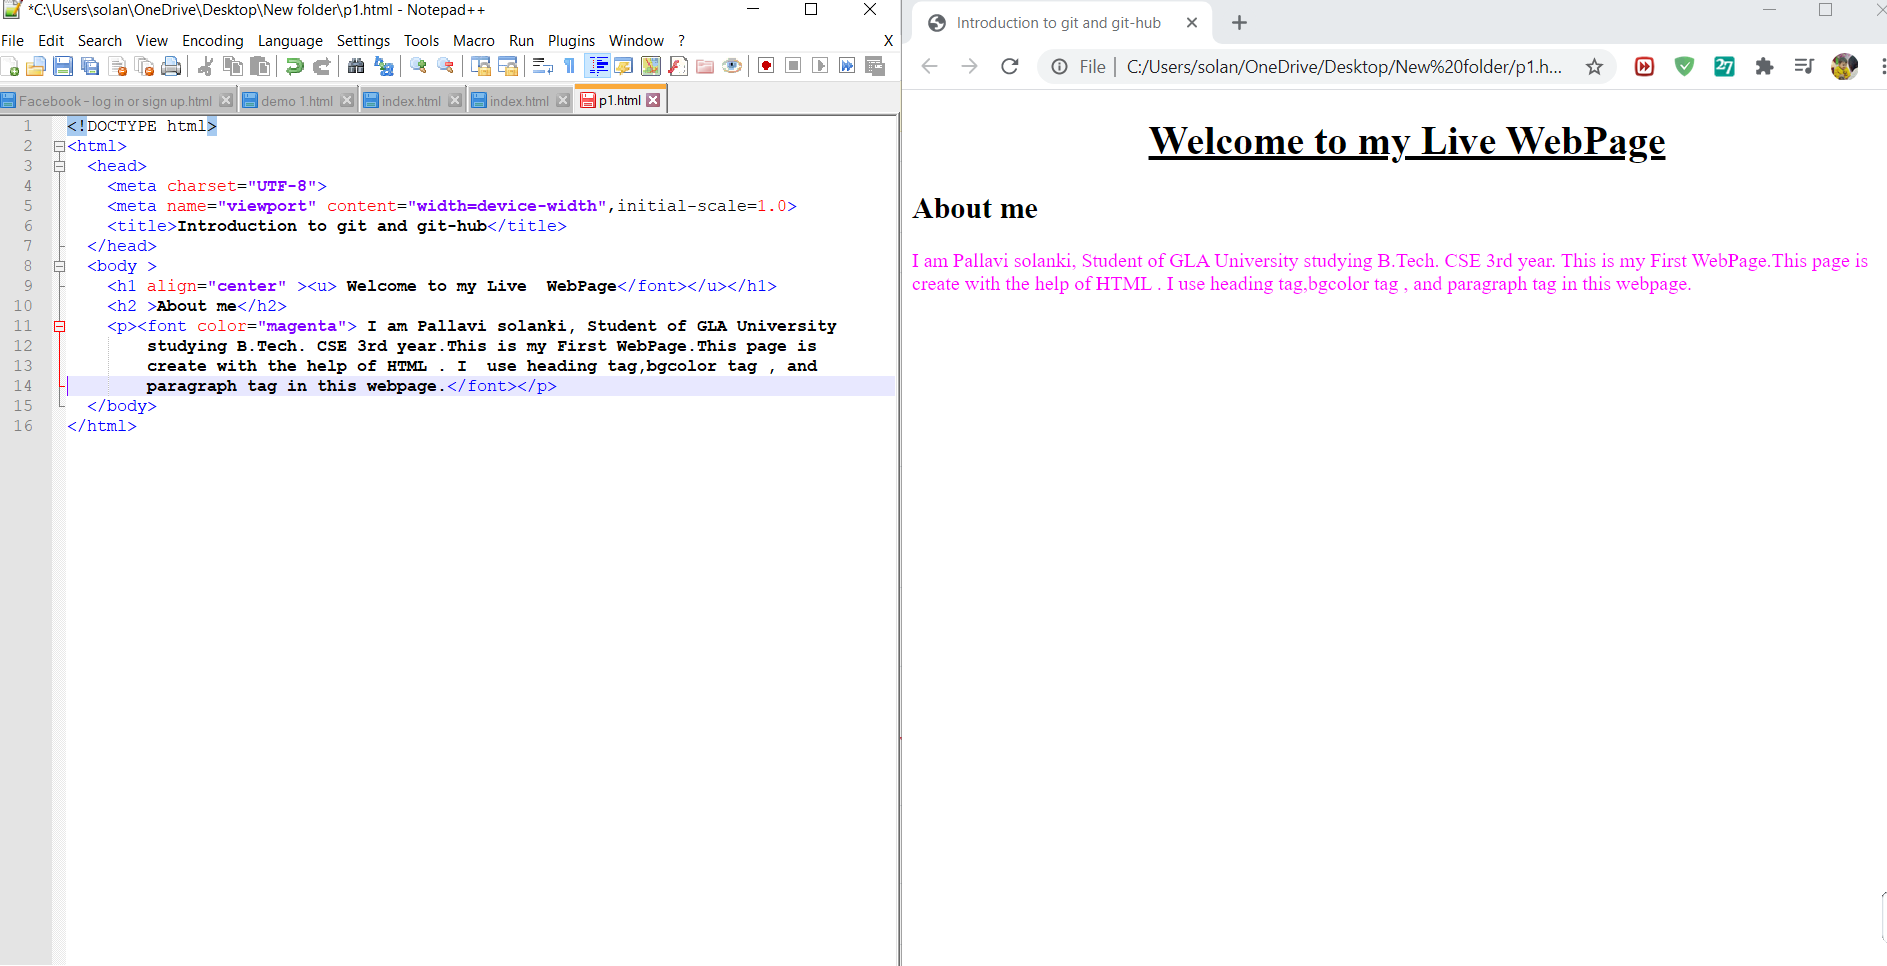 *C:\Users\solan\OneDrive\Desktop\New folder\p1.html - Notepad++
File Edit Search View Encoding Language Settings Tools Macro Run Plugins Window ? X
Facebook – log in or sign up.html demo 1.html index.html index.html p1.html
1 <!DOCTYPE html>
2 <html>
3 <head>
4 <meta charset="UTF-8">
5 <meta name="viewport" content="width=device-width",initial-scale=1.0>
6 <title>Introduction to git and git-hub</title>
7 </head>
8 <body >
9 <h1 align="center" ><u> Welcome to my Live  WebPage</font></u></h1>
10 <h2 >About me</h2>
11 <p><font color="magenta"> I am Pallavi solanki, Student of GLA University
12 studying B.Tech. CSE 3rd year.This is my First WebPage.This page is
13 create with the help of HTML . I  use heading tag,bgcolor tag , and
14 paragraph tag in this webpage.</font></p>
15 </body>
16 </html>
Introduction to git and git-hub
File | C:/Users/solan/OneDrive/Desktop/New%20folder/p1.h...
27
Welcome to my Live WebPage
About me
I am Pallavi solanki, Student of GLA University studying B.Tech. CSE 3rd year. This is my First WebPage.This page is
create with the help of HTML . I use heading tag,bgcolor tag , and paragraph tag in this webpage.